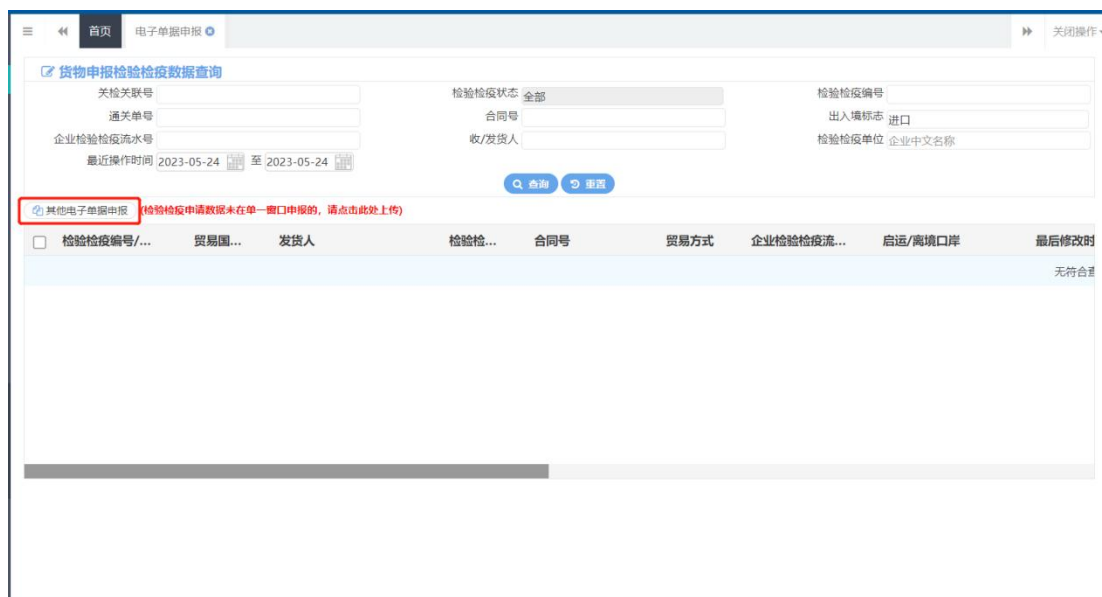 首页 电子单据申报 关闭操作
货物申报检验检疫数据查询
关检关联号 检验检疫状态 全部 检验检疫编号
通关单号 合同号 出入境标志 进口
企业检验检疫流水号 收/发货人 检验检疫单位 企业中文名称
最近操作时间 2023-05-24 至 2023-05-24
查询 重置
其他电子单据申报 (检验检疫申请数据未在单一窗口申报的，请点击此处上传)
检验检疫编号/... 贸易国... 发货人 检验检... 合同号 贸易方式 企业检验检疫流... 启运/离境口岸 最后修改时
无符合查